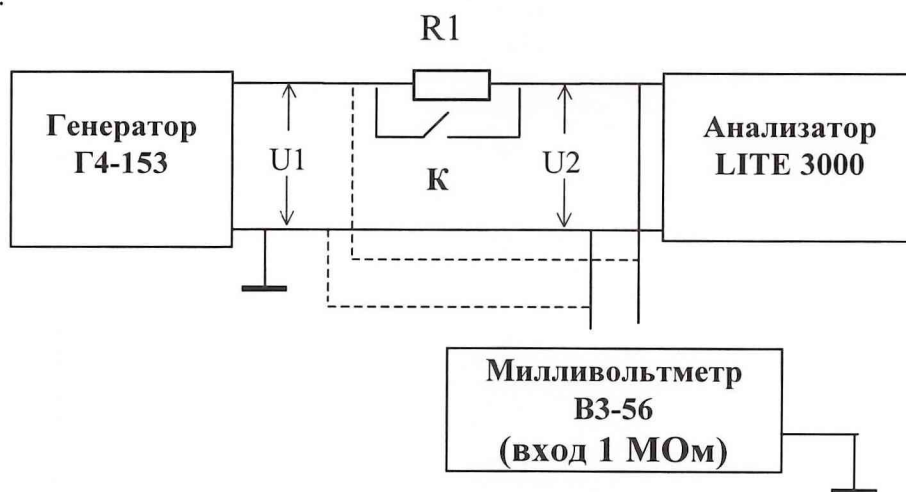 R1
Генератор
Г4-153
U1
К
U2
Анализатор
LITE 3000
Милливольтметр
В3-56
(вход 1 МОм)